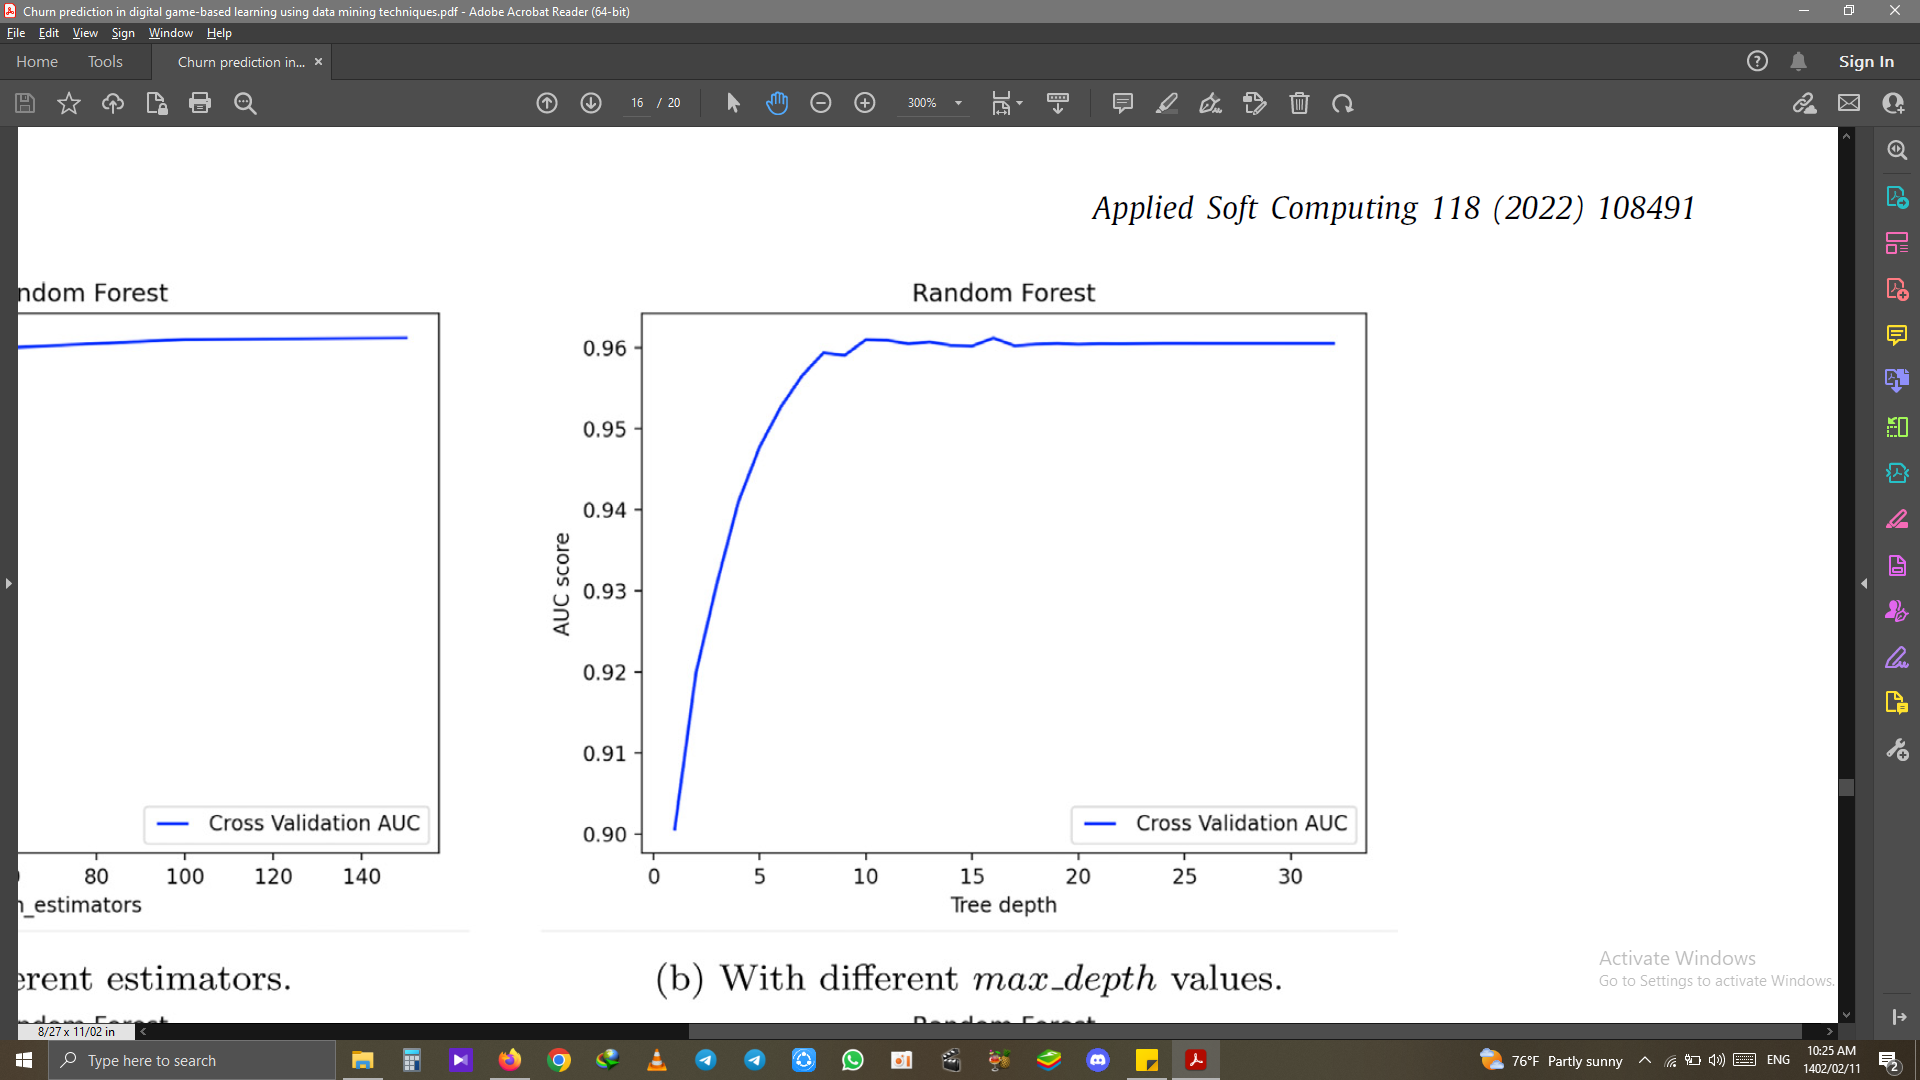 Churn prediction in digital game-based learning using data mining techniques.pdf - Adobe Acrobat Reader (64-bit)
File Edit View Sign Window Help
Home Tools Churn prediction in... × Sign In
16 / 20 300%
Applied Soft Computing 118 (2022) 108491
ndom Forest
Cross Validation AUC
80 100 120 140
n_estimators
erent estimators.
Random Forest
0.96
0.95
0.94
0.93
0.92
0.91
0.90
AUC score
Cross Validation AUC
0 5 10 15 20 25 30
Tree depth
(b) With different max_depth values.
Random Forest
Activate Windows
Go to Settings to activate Windows.
8/27 x 11/02 in
Type here to search
76°F Partly sunny
ENG
10:25 AM
1402/02/11
2